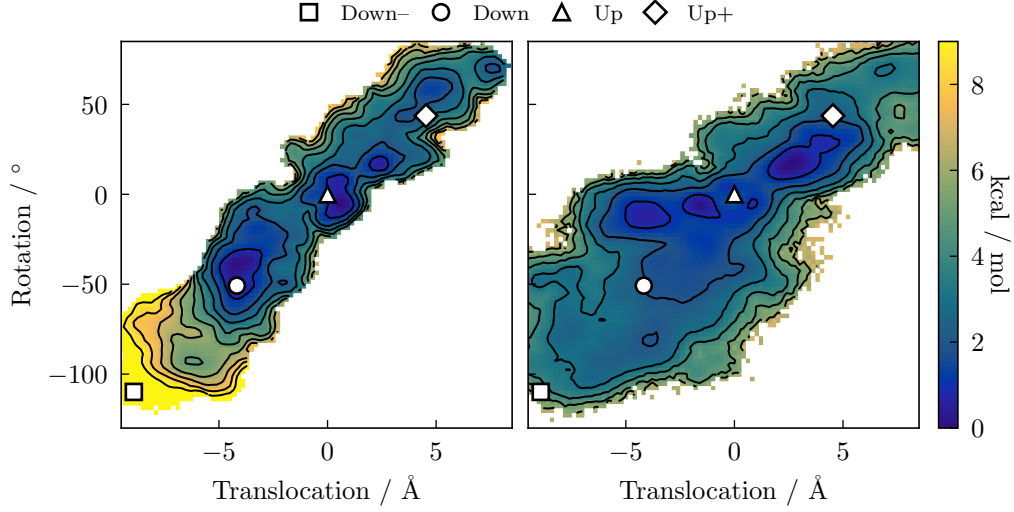 Down– Down Up Up+
50
0
−50
−100
Rotation / °
−5 0 5
Translocation / Å
−5 0 5
Translocation / Å
8
6
4
2
0
kcal / mol